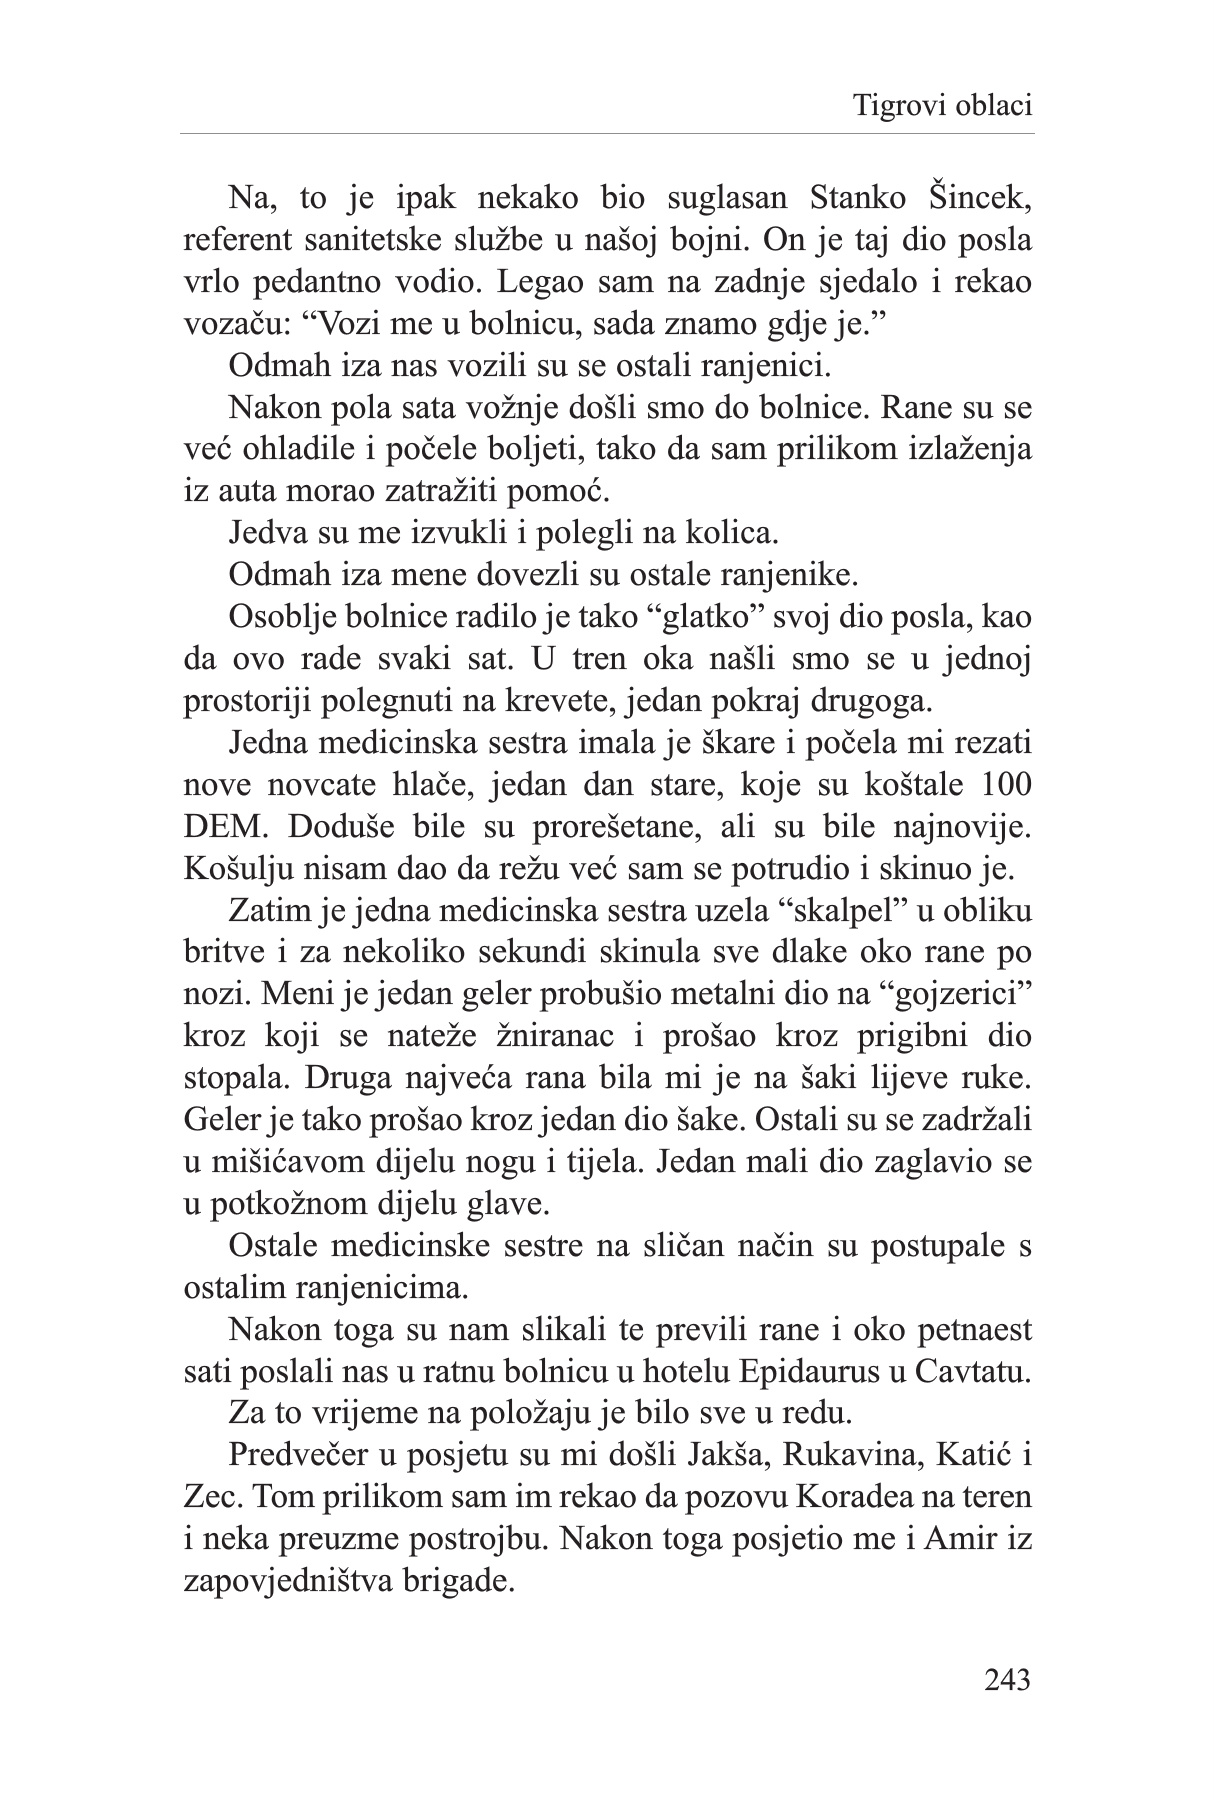 Tigrovi oblaci
Na, to je ipak nekako bio suglasan Stanko Šincek,
referent sanitetske službe u našoj bojni. On je taj dio posla
vrlo pedantno vodio. Legao sam na zadnje sjedalo i rekao
vozaču: “Vozi me u bolnicu, sada znamo gdje je.”
Odmah iza nas vozili su se ostali ranjenici.
Nakon pola sata vožnje došli smo do bolnice. Rane su se
već ohladile i počele boljeti, tako da sam prilikom izlaženja
iz auta morao zatražiti pomoć.
Jedva su me izvukli i polegli na kolica.
Odmah iza mene dovezli su ostale ranjenike.
Osoblje bolnice radilo je tako “glatko” svoj dio posla, kao
da ovo rade svaki sat. U tren oka našli smo se u jednoj
prostoriji polegnuti na krevete, jedan pokraj drugoga.
Jedna medicinska sestra imala je škare i počela mi rezati
nove novcate hlače, jedan dan stare, koje su koštale 100
DEM. Doduše bile su prorešetane, ali su bile najnovije.
Košulju nisam dao da režu već sam se potrudio i skinuo je.
Zatim je jedna medicinska sestra uzela “skalpel” u obliku
britve i za nekoliko sekundi skinula sve dlake oko rane po
nozi. Meni je jedan geler probušio metalni dio na “gojzerici”
kroz koji se nateže žniranac i prošao kroz prigibni dio
stopala. Druga najveća rana bila mi je na šaki lijeve ruke.
Geler je tako prošao kroz jedan dio šake. Ostali su se zadržali
u mišićavom dijelu nogu i tijela. Jedan mali dio zaglavio se
u potkožnom dijelu glave.
Ostale medicinske sestre na sličan način su postupale s
ostalim ranjenicima.
Nakon toga su nam slikali te previli rane i oko petnaest
sati poslali nas u ratnu bolnicu u hotelu Epidaurus u Cavtatu.
Za to vrijeme na položaju je bilo sve u redu.
Predvečer u posjetu su mi došli Jakša, Rukavina, Katić i
Zec. Tom prilikom sam im rekao da pozovu Koradea na teren
i neka preuzme postrojbu. Nakon toga posjetio me i Amir iz
zapovjedništva brigade.
243